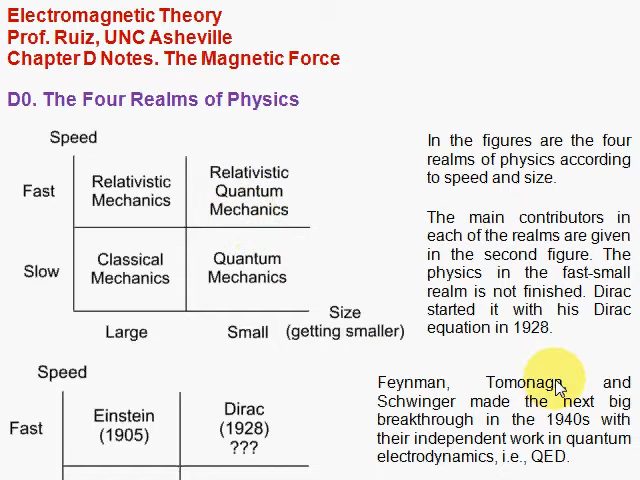 Electromagnetic Theory
Prof. Ruiz, UNC Asheville
Chapter D Notes. The Magnetic Force
D0. The Four Realms of Physics
Speed
Fast
Relativistic
Mechanics
Relativistic
Quantum
Mechanics
Slow
Classical
Mechanics
Quantum
Mechanics
Large
Small
Size
(getting smaller)
In the figures are the four
realms of physics according
to speed and size.
The main contributors in
each of the realms are given
in the second figure. The
physics in the fast-small
realm is not finished. Dirac
started it with his Dirac
equation in 1928.
Speed
Fast
Einstein
(1905)
Dirac
(1928)
???
Feynman, Tomonaga, and
Schwinger made the next big
breakthrough in the 1940s with
their independent work in quantum
electrodynamics, i.e., QED.